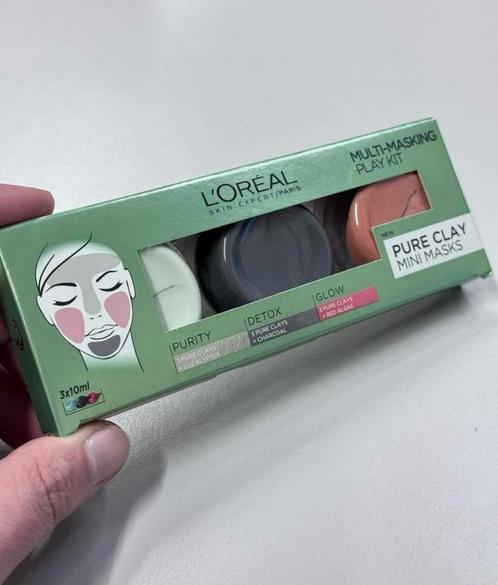 L'ORÉAL
SKIN EXPERT/PARIS
MULTI-MASKING
PLAY KIT
NEW
PURE CLAY
MINI MASKS
PURITY
3 PURE CLAYS
+ EUCALYPTUS
DETOX
3 PURE CLAYS
+ CHARCOAL
GLOW
3 PURE CLAYS
+ RED ALGAE
3x10ml